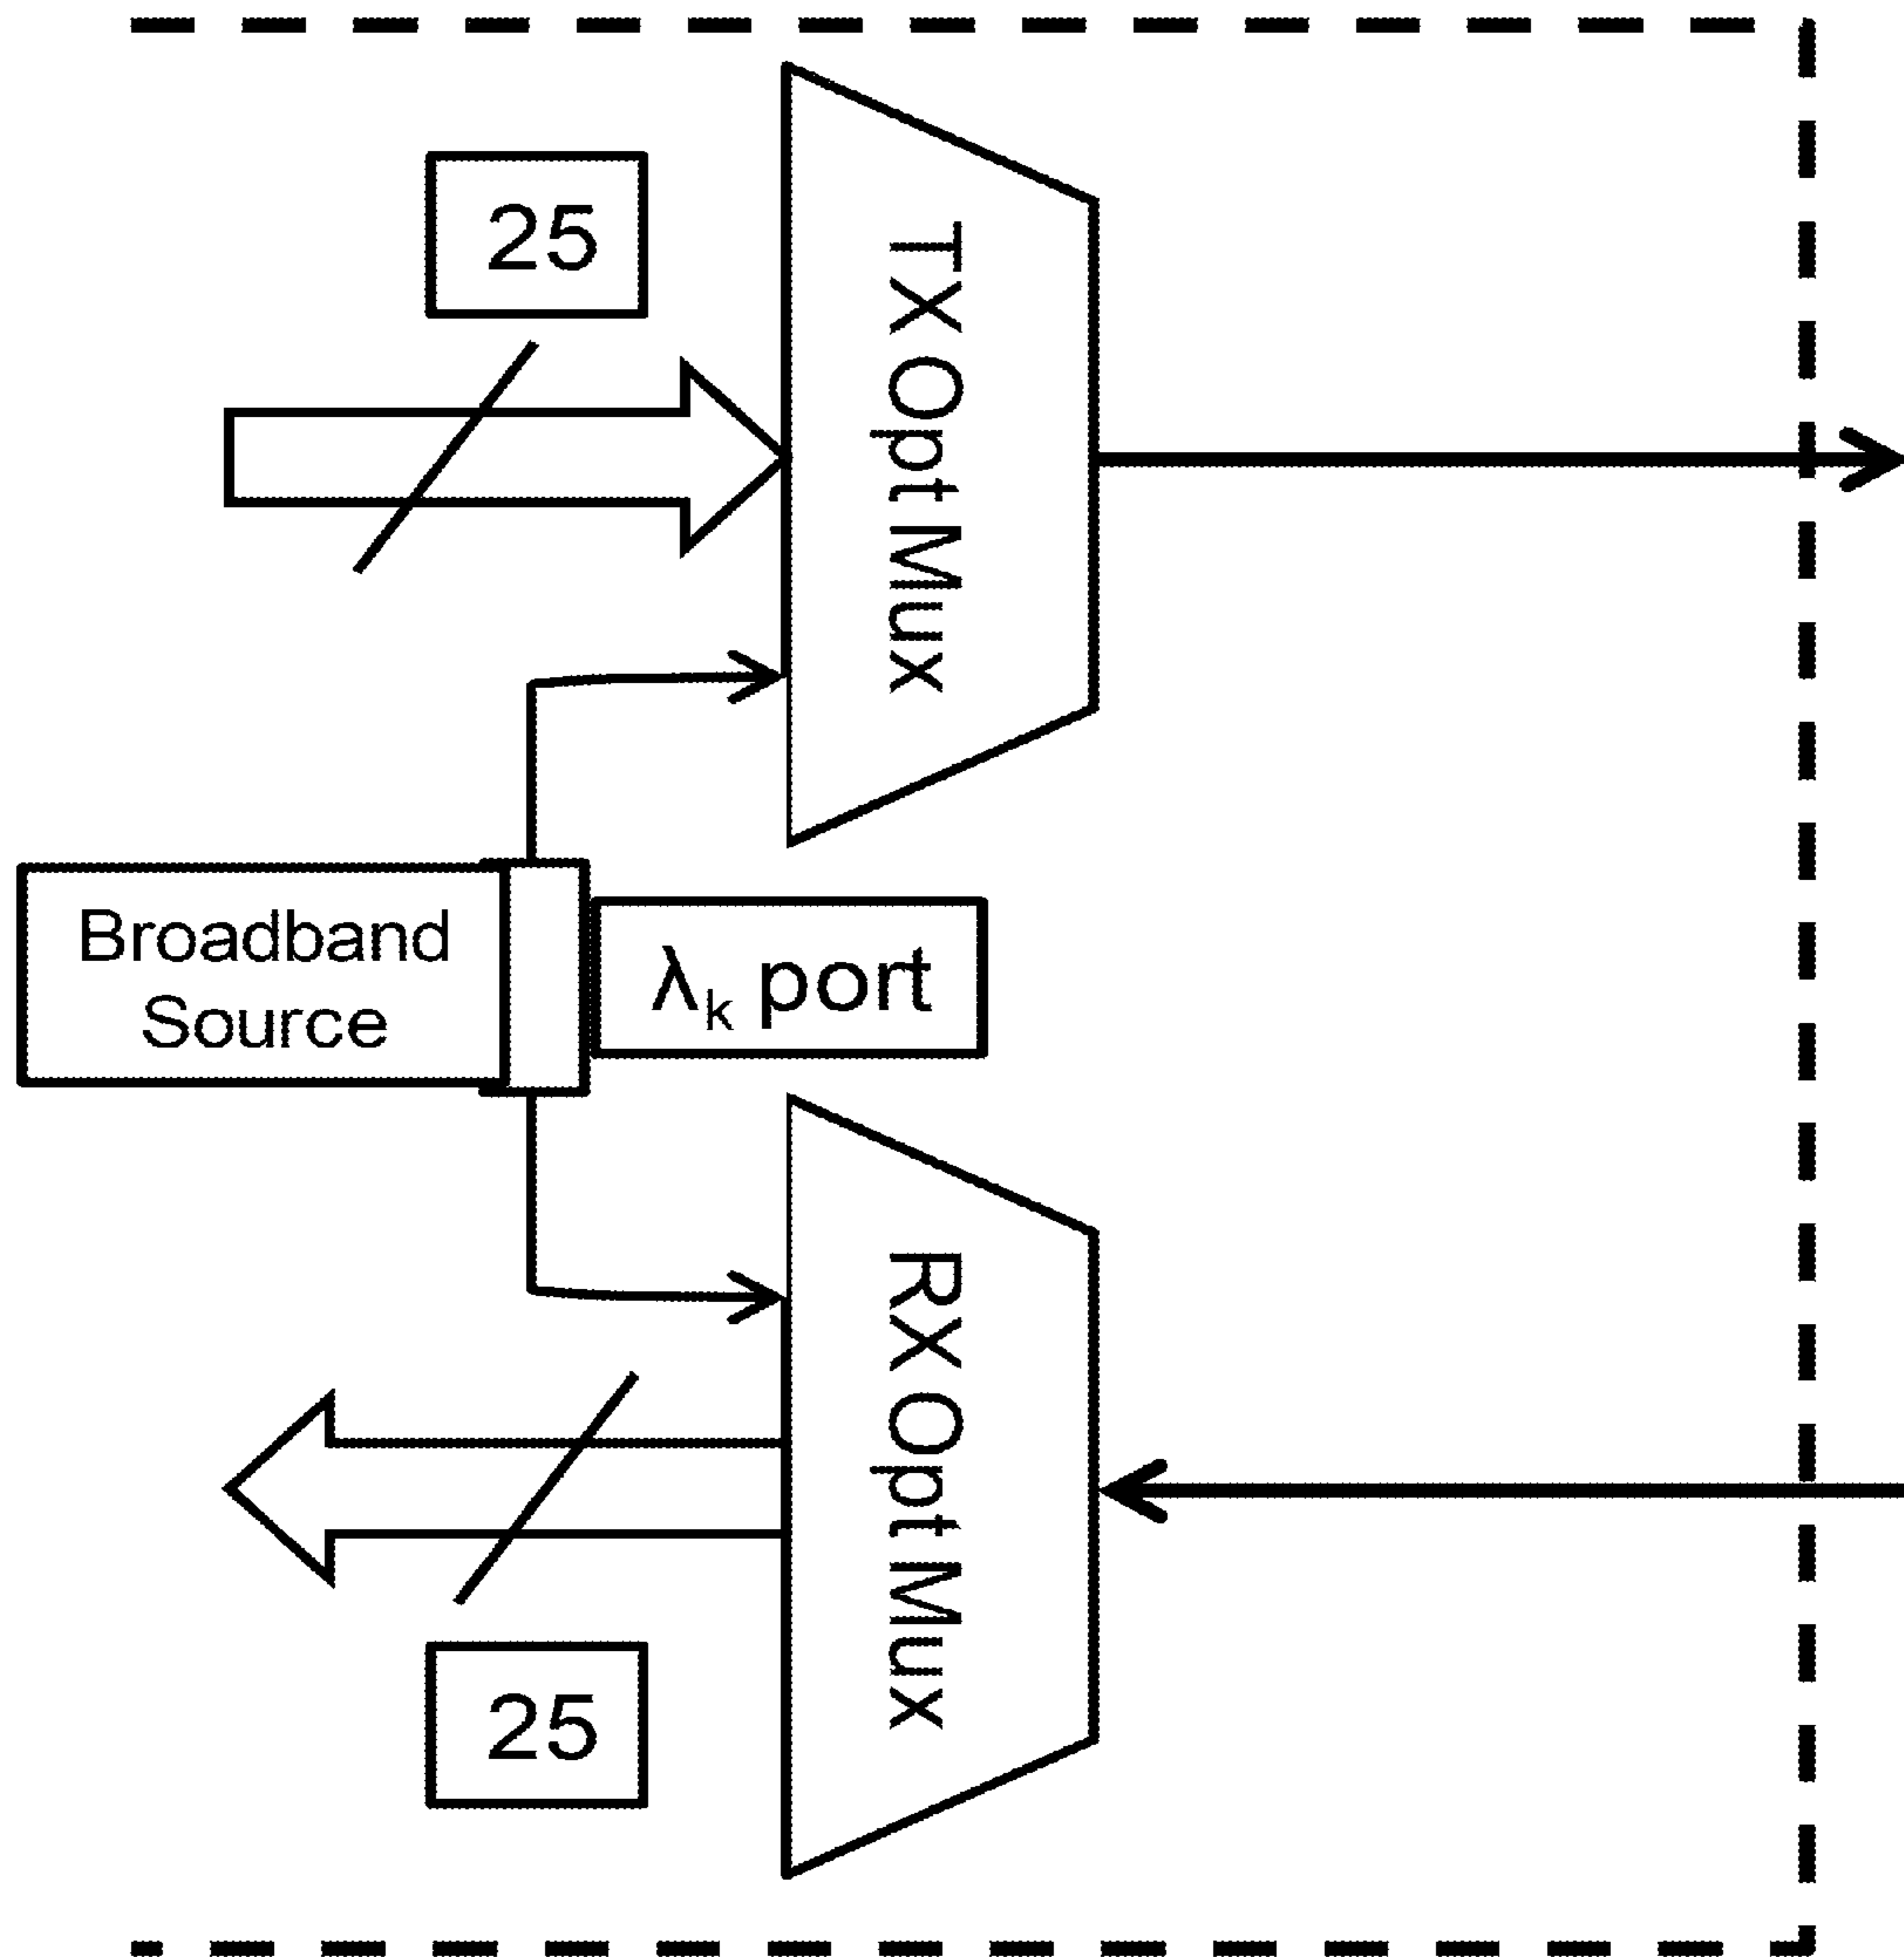 25
TX Opt Mux
Broadband
Source
λk port
RX Opt Mux
25